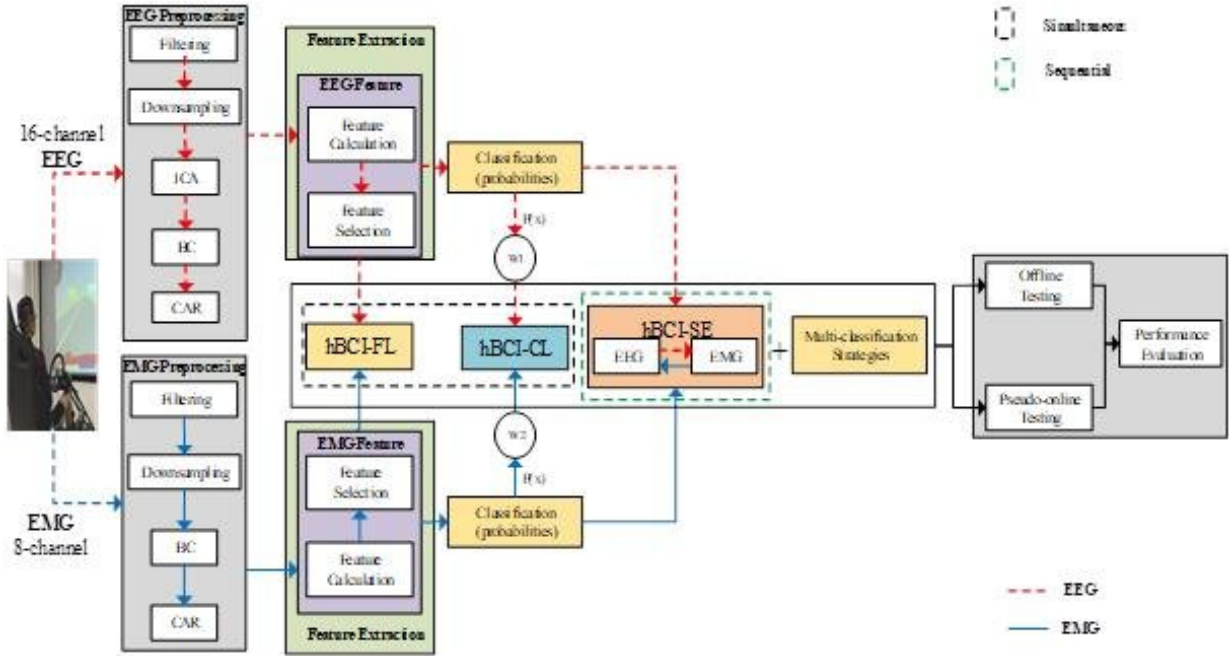 EEG Preprocessing
Filtering
Downsampling
ICA
BC
CAR
16-channel
EEG
EMG Preprocessing
Filtering
Downsampling
BC
CAR
EMG
8-channel
Feature Extraction
EEG Feature
Feature
Calculation
Feature
Selection
EMG Feature
Feature
Selection
Feature
Calculation
Feature Extraction
Classification
(probabilities)
P(x)
W1
hBCI-FL
hBCI-CL
hBCI-SE
EEG
EMG
W2
P(x)
Classification
(probabilities)
Multi-classification
Strategies
Offline
Testing
Pseudo-online
Testing
Performance
Evaluation
Simultaneous
Sequential
EEG
EMG